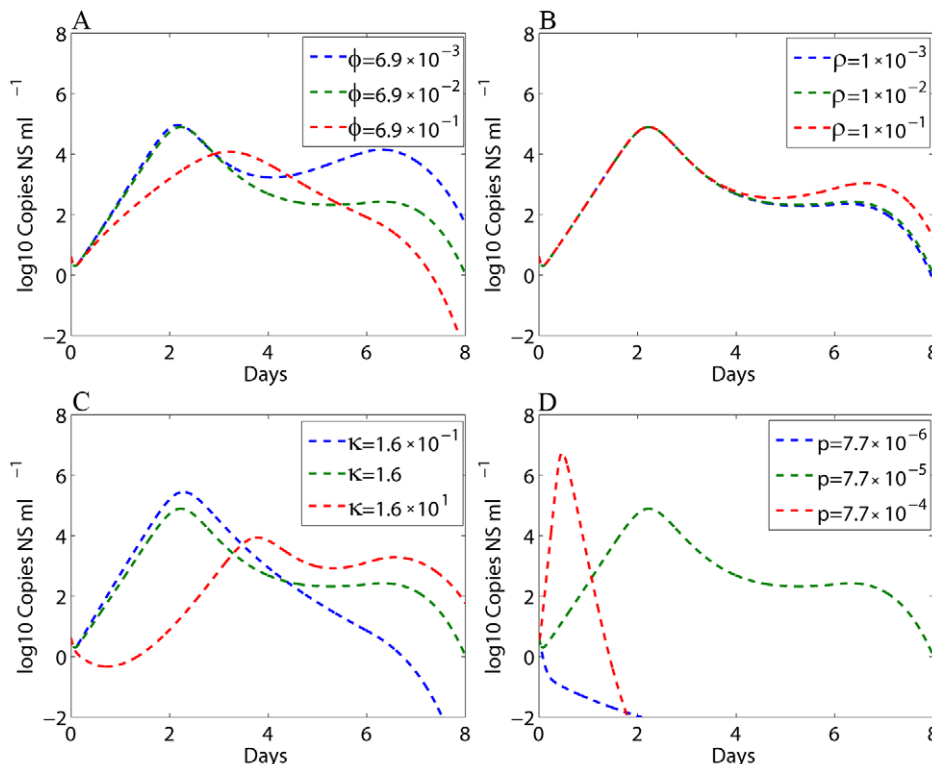 A
log10 Copies NS ml⁻¹
8
6
4
2
0
−2
0 2 4 6 8
Days
ϕ=6.9×10⁻³
ϕ=6.9×10⁻²
ϕ=6.9×10⁻¹
B
log10 Copies NS ml⁻¹
8
6
4
2
0
−2
0 2 4 6 8
Days
ρ=1×10⁻³
ρ=1×10⁻²
ρ=1×10⁻¹
C
log10 Copies NS ml⁻¹
8
6
4
2
0
−2
0 2 4 6 8
Days
κ=1.6×10⁻¹
κ=1.6
κ=1.6×10¹
D
log10 Copies NS ml⁻¹
8
6
4
2
0
−2
0 2 4 6 8
Days
p=7.7×10⁻⁶
p=7.7×10⁻⁵
p=7.7×10⁻⁴